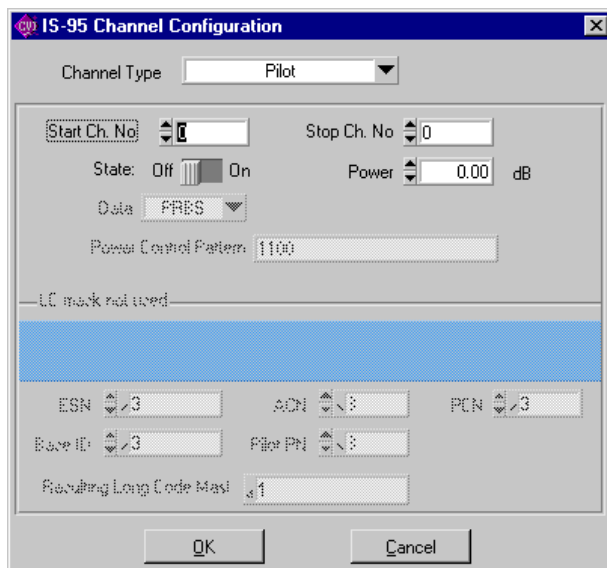 CVI IS-95 Channel Configuration
Channel Type Pilot
Start Ch. No 0 Stop Ch. No 0
State: Off On Power 0.00 dB
Data PRBS
Power Control Pattern 1100
LC mask not used
ESN 3 ACN PCN 3
Base ID 3 Pilot PN
Resulting Long Code Mask 1
OK Cancel